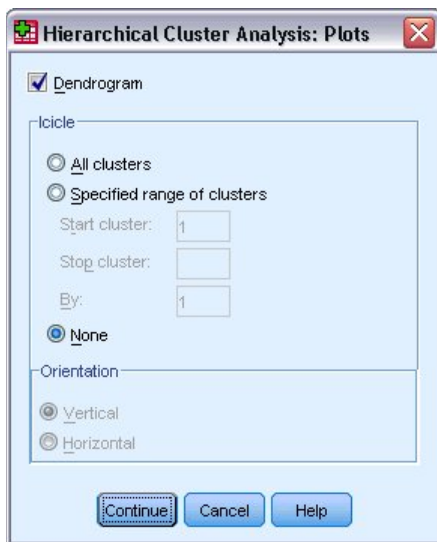 Hierarchical Cluster Analysis: Plots
Dendrogram
Icicle
All clusters
Specified range of clusters
Start cluster: 1
Stop cluster:
By: 1
None
Orientation
Vertical
Horizontal
Continue Cancel Help